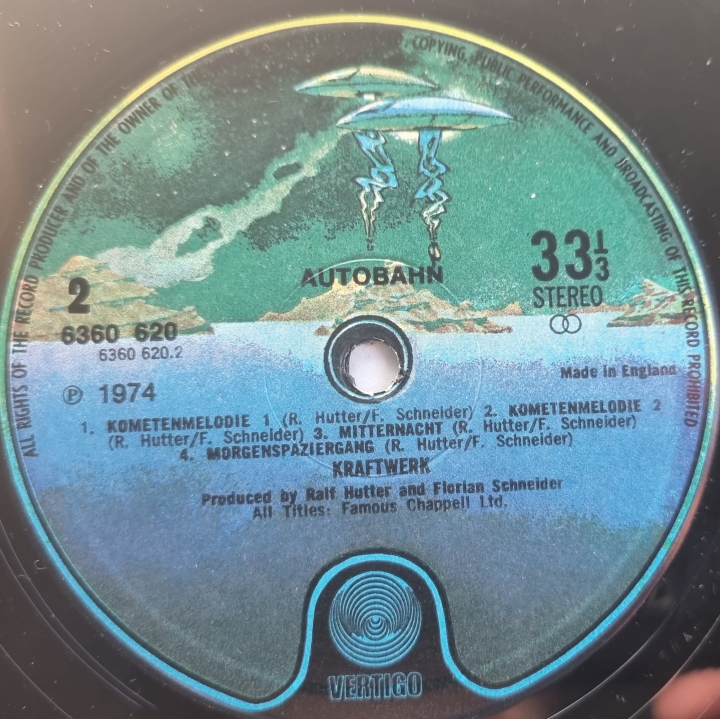 ALL RIGHTS OF THE RECORD PRODUCER AND OF THE OWNER OF THE
COPYING, PUBLIC PERFORMANCE AND BROADCASTING OF THIS RECORD PROHIBITED
AUTOBAHN
33 1/3
STEREO
2
6360 620
6360 620.2
Made in England
℗ 1974
1. KOMETENMELODIE 1 (R. Hutter/F. Schneider) 2. KOMETENMELODIE 2
(R. Hutter/F. Schneider) 3. MITTERNACHT (R. Hutter/F. Schneider)
4. MORGENSPAZIERGANG (R. Hutter/F. Schneider)
KRAFTWERK
Produced by Ralf Hutter and Florian Schneider
All Titles: Famous Chappell Ltd.
VERTIGO